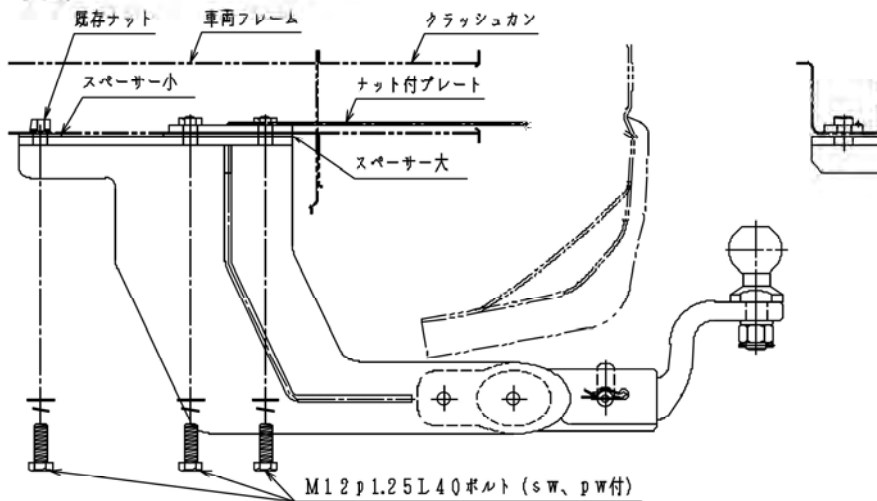 既存ナット
車両フレーム
クラッシュカン
スペーサー小
ナット付プレート
スペーサー大
M12p1.25L40ボルト(sw、pw付)